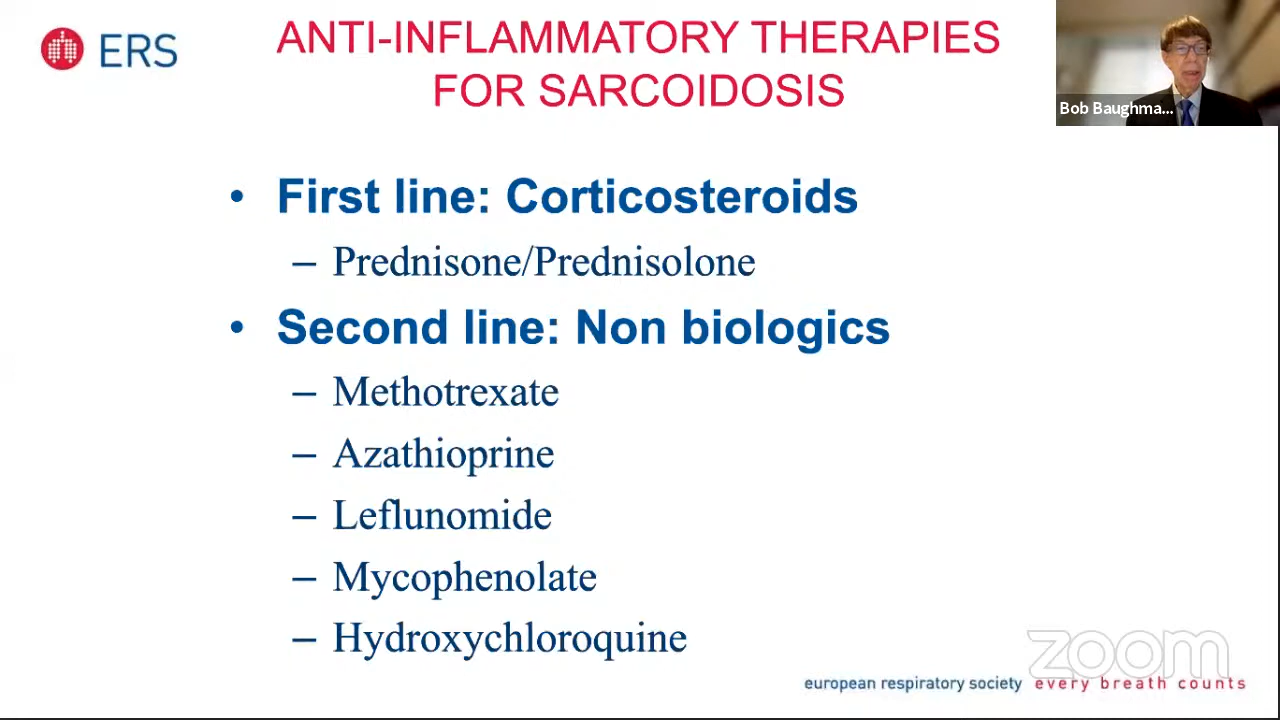 ERS
ANTI-INFLAMMATORY THERAPIES
FOR SARCOIDOSIS
Bob Baughma...
• First line: Corticosteroids
– Prednisone/Prednisolone
• Second line: Non biologics
– Methotrexate
– Azathioprine
– Leflunomide
– Mycophenolate
– Hydroxychloroquine
zoom
european respiratory society every breath counts